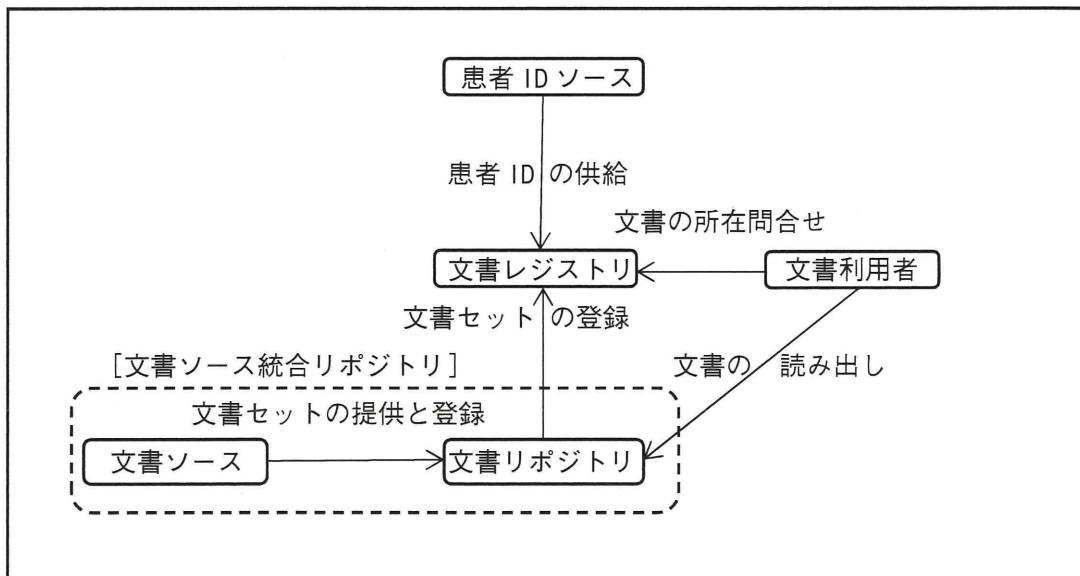 患者 ID ソース
患者 ID の供給
文書の所在問合せ
文書レジストリ
文書利用者
文書セット の登録
[文書ソース統合リポジトリ]
文書の 読み出し
文書セットの提供と登録
文書ソース
文書リポジトリ